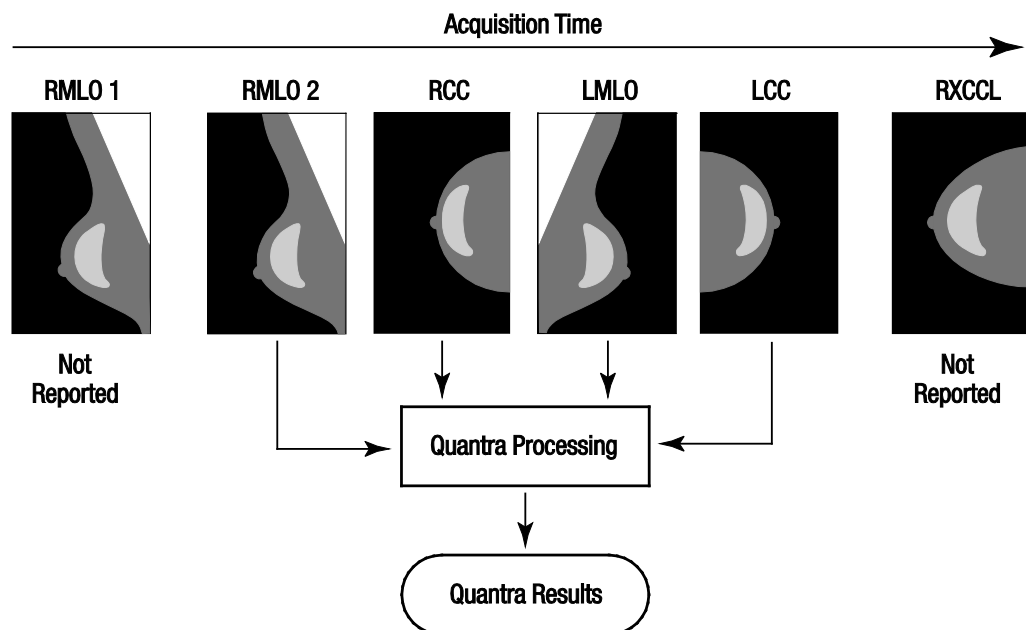 Acquisition Time
RMLO 1
RMLO 2
RCC
LMLO
LCC
RXCCL
Not
Reported
Not
Reported
Quantra Processing
Quantra Results